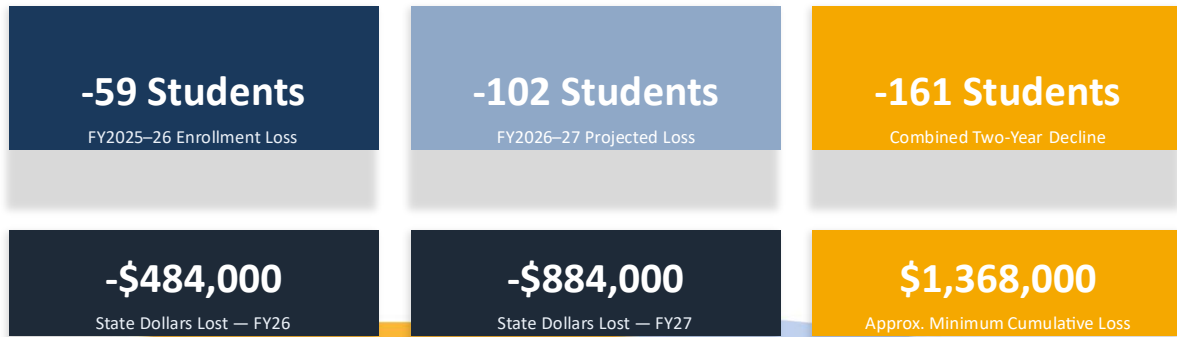 -59 Students
FY2025–26 Enrollment Loss
-102 Students
FY2026–27 Projected Loss
-161 Students
Combined Two-Year Decline
-$484,000
State Dollars Lost — FY26
-$884,000
State Dollars Lost — FY27
$1,368,000
Approx. Minimum Cumulative Loss